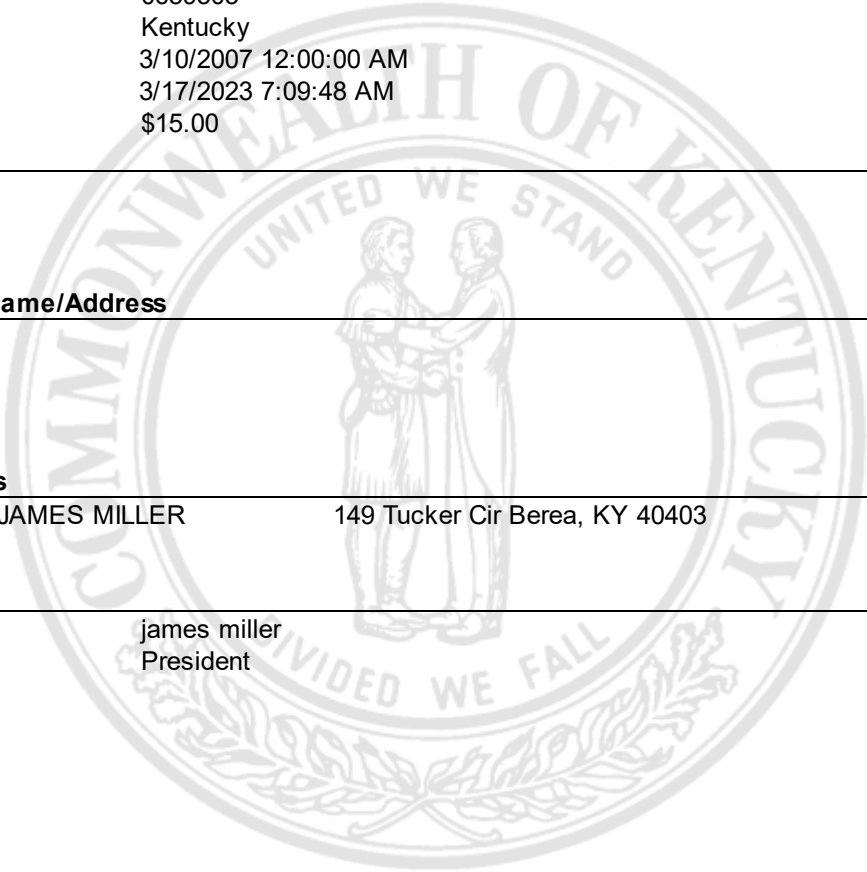 Kentucky
3/10/2007 12:00:00 AM
3/17/2023 7:09:48 AM
$15.00
COMMONWEALTH OF KENTUCKY
UNITED WE STAND
ame/Address
s
JAMES MILLER 149 Tucker Cir Berea, KY 40403
james miller
President
DIVIDED WE FALL